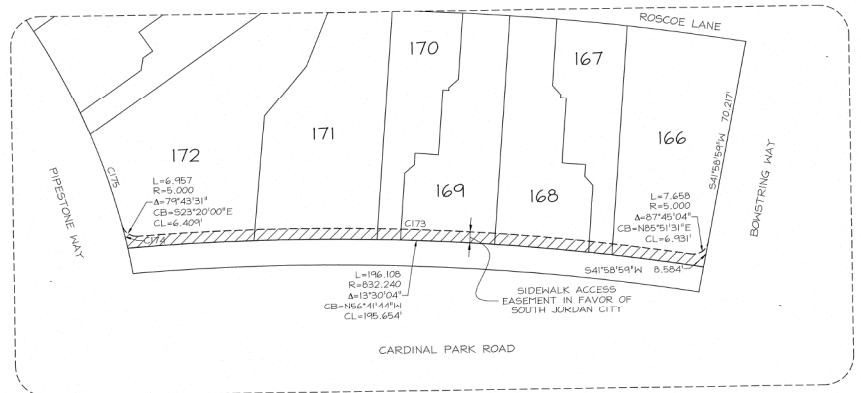 ROSCOE LANE
170
167
171
172
166
169
168
S41°58'59"W 70.217'
PIPESTONE WAY
C175
BOWSTRING WAY
L=6.957
R=5.000
Δ=79°43'31"
CB=S23°20'00"E
CL=6.409'
C174
C173
L=7.658
R=5.000
Δ=87°45'04"
CB=N85°51'31"E
CL=6.931'
S41°58'59"W 8.584'
L=196.108
R=832.240
Δ=13°30'04"
CB=N56°41'44"W
CL=195.654'
SIDEWALK ACCESS
EASEMENT IN FAVOR OF
SOUTH JORDAN CITY
CARDINAL PARK ROAD